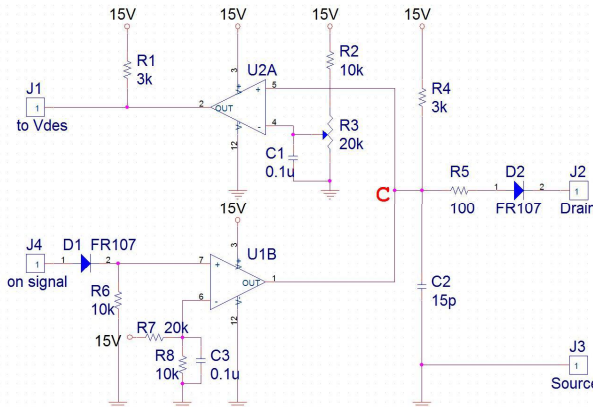 15V 15V 15V 15V
R1
3k
U2A
R2
10k
R4
3k
J1
1
to Vdes
3
V+
2
OUT
+
5
-
4
V-
12
C1
0.1u
R3
20k
C
R5
100
1
D2
2
FR107
J2
1
Drain
15V
J4
1
on signal
1
D1
2
FR107
R6
10k
3
V+
U1B
7
+
6
-
OUT
1
V-
12
15V
R7
20k
R8
10k
C3
0.1u
C2
15p
J3
1
Source